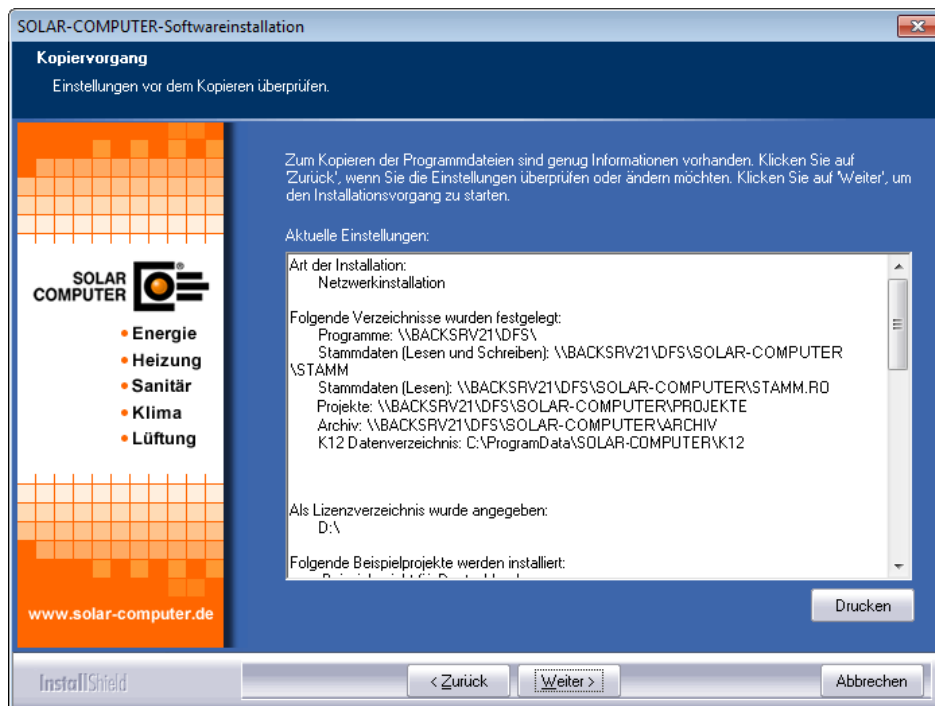 SOLAR-COMPUTER-Softwareinstallation
Kopiervorgang
Einstellungen vor dem Kopieren überprüfen.
Zum Kopieren der Programmdateien sind genug Informationen vorhanden. Klicken Sie auf
'Zurück', wenn Sie die Einstellungen überprüfen oder ändern möchten. Klicken Sie auf 'Weiter', um
den Installationsvorgang zu starten.
Aktuelle Einstellungen:
Art der Installation:
Netzwerkinstallation
Folgende Verzeichnisse wurden festgelegt:
Programme: \\BACKSRV21\DFS\
Stammdaten (Lesen und Schreiben): \\BACKSRV21\DFS\SOLAR-COMPUTER
\STAMM
Stammdaten (Lesen): \\BACKSRV21\DFS\SOLAR-COMPUTER\STAMM.RO
Projekte: \\BACKSRV21\DFS\SOLAR-COMPUTER\PROJEKTE
Archiv: \\BACKSRV21\DFS\SOLAR-COMPUTER\ARCHIV
K12 Datenverzeichnis: C:\ProgramData\SOLAR-COMPUTER\K12
Als Lizenzverzeichnis wurde angegeben:
D:\
Folgende Beispielprojekte werden installiert:
SOLAR
COMPUTER
®
• Energie
• Heizung
• Sanitär
• Klima
• Lüftung
www.solar-computer.de
Drucken
InstallShield
< Zurück
Weiter >
Abbrechen